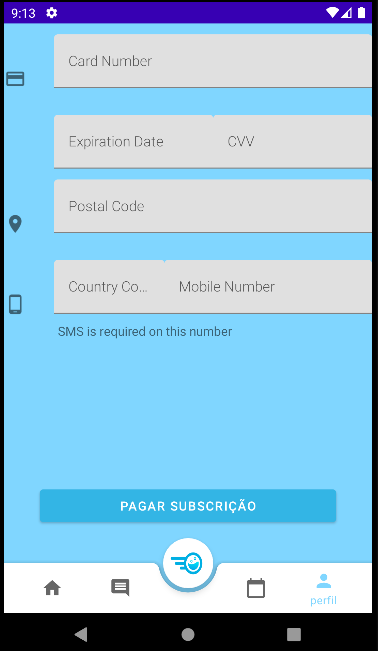 9:13
Card Number
Expiration Date CVV
Postal Code
Country Co... Mobile Number
SMS is required on this number
PAGAR SUBSCRIÇÃO
perfil